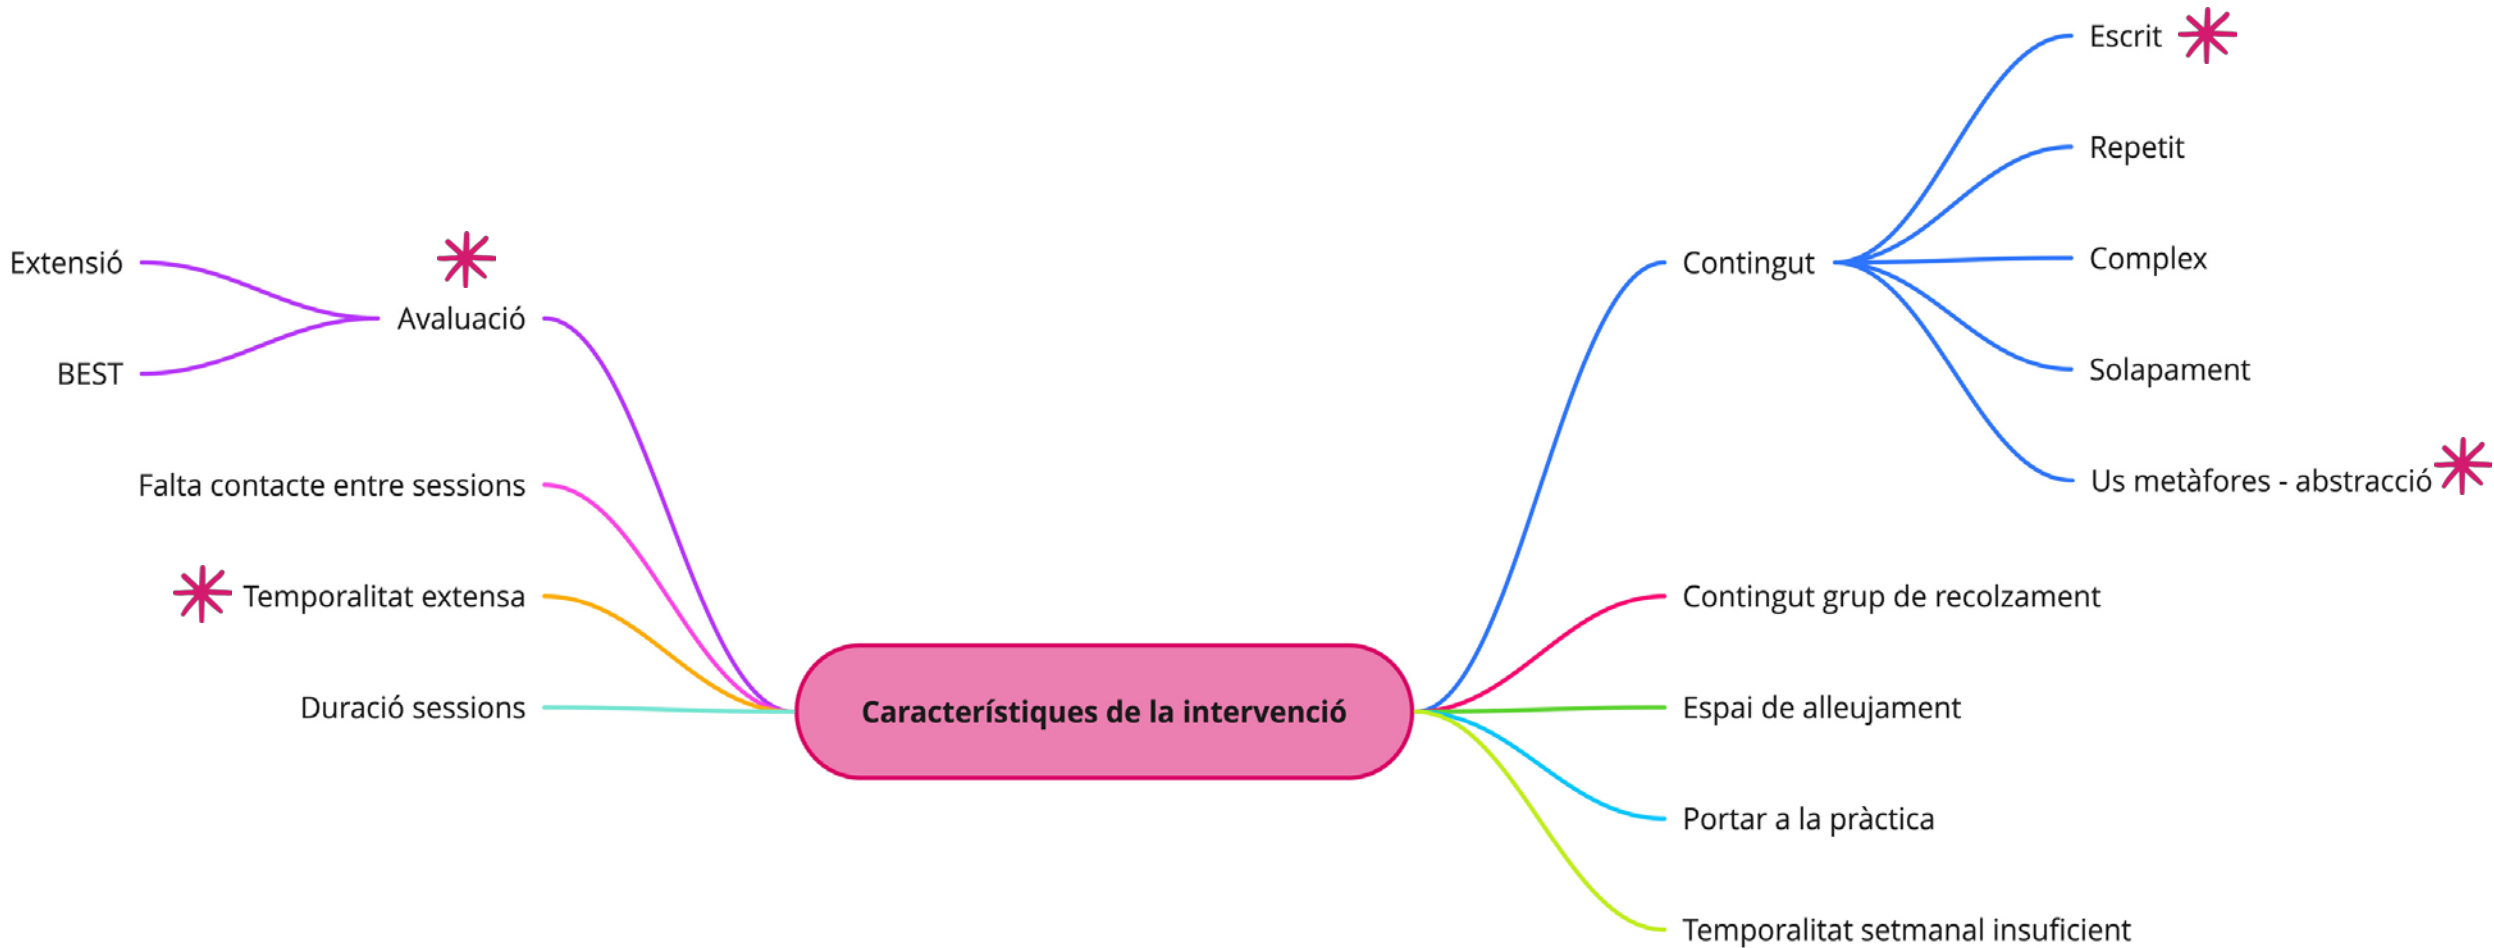 Escrit
Repetit
Complex
Solapament
Us metàfores - abstracció
Contingut
Extensió
Avaluació
BEST
Falta contacte entre sessions
Temporalitat extensa
Duració sessions
Característiques de la intervenció
Contingut grup de recolzament
Espai de alleujament
Portar a la pràctica
Temporalitat setmanal insuficient